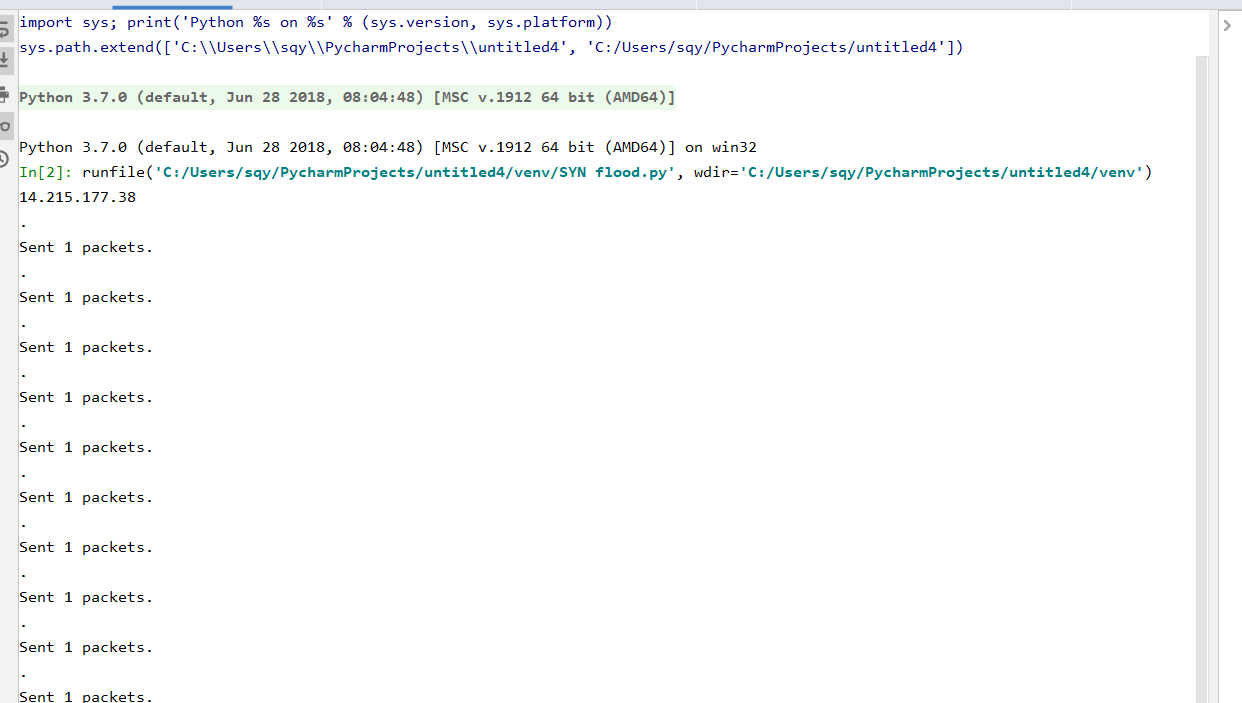 import sys; print('Python %s on %s' % (sys.version, sys.platform))
sys.path.extend(['C:\\Users\\sqy\\PycharmProjects\\untitled4', 'C:/Users/sqy/PycharmProjects/untitled4'])
Python 3.7.0 (default, Jun 28 2018, 08:04:48) [MSC v.1912 64 bit (AMD64)]
Python 3.7.0 (default, Jun 28 2018, 08:04:48) [MSC v.1912 64 bit (AMD64)] on win32
In[2]: runfile('C:/Users/sqy/PycharmProjects/untitled4/venv/SYN flood.py', wdir='C:/Users/sqy/PycharmProjects/untitled4/venv')
14.215.177.38
.
Sent 1 packets.
.
Sent 1 packets.
.
Sent 1 packets.
.
Sent 1 packets.
.
Sent 1 packets.
.
Sent 1 packets.
.
Sent 1 packets.
.
Sent 1 packets.
.
Sent 1 packets.
.
Sent 1 packets.